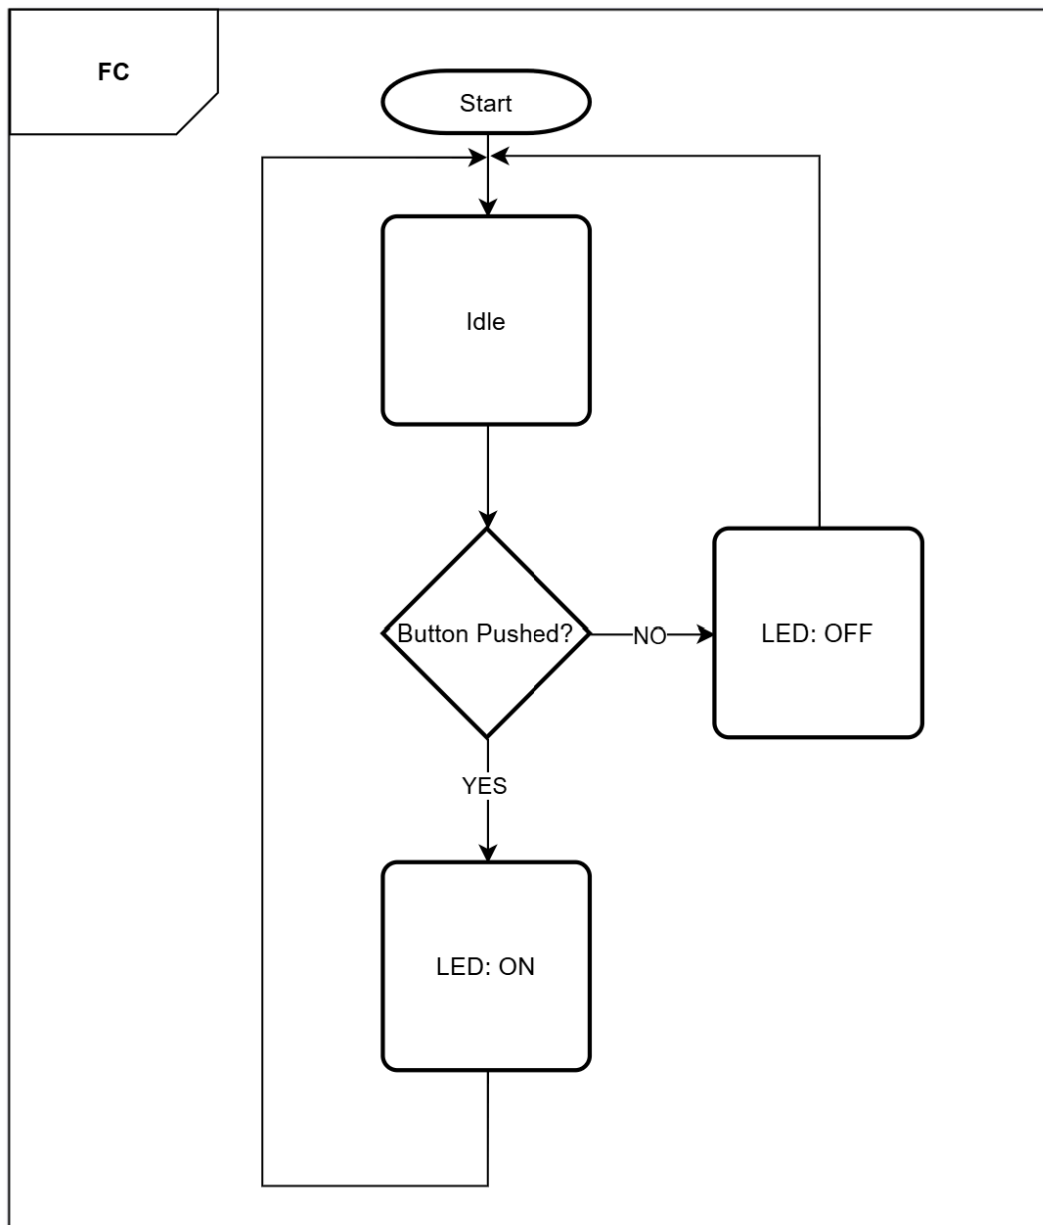 FC
Start
Idle
Button Pushed?
NO
LED: OFF
YES
LED: ON